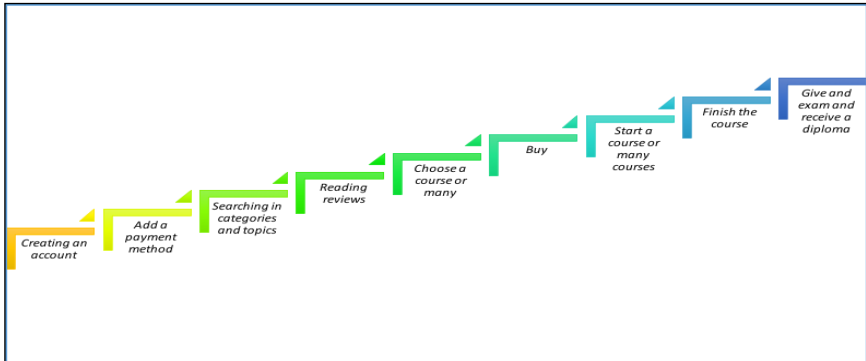 Creating an
account
Add a
payment
method
Searching in
categories
and topics
Reading
reviews
Choose a
course or
many
Buy
Start a
course or
many
courses
Finish the
course
Give and
exam and
receive a
diploma